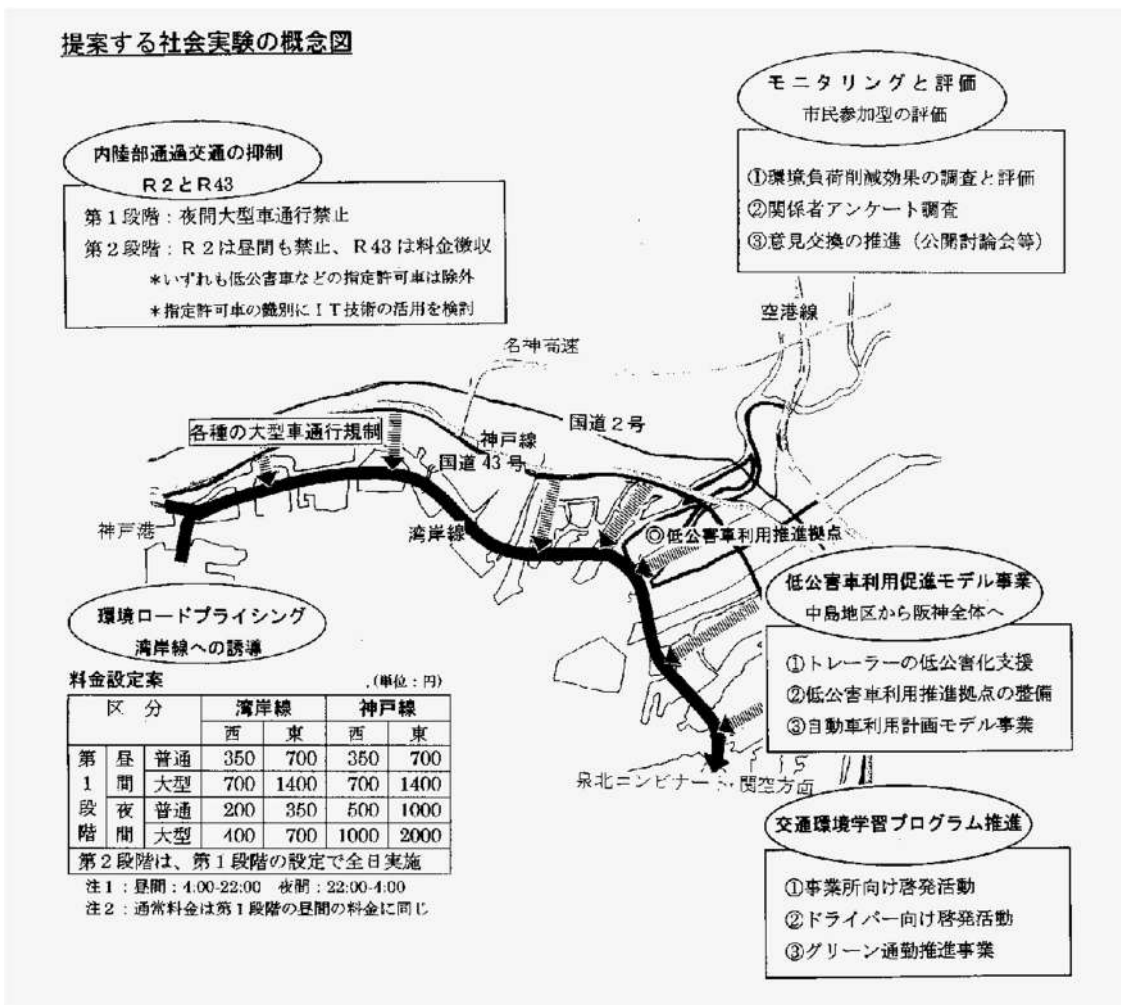 提案する社会実験の概念図
モニタリングと評価
市民参加型の評価
①環境負荷削減効果の調査と評価
②関係者アンケート調査
③意見交換の推進（公開討論会等）
内陸部通過交通の抑制
R2とR43
第1段階：夜間大型車通行禁止
第2段階：R2は昼間も禁止、R43は料金徴収
＊いずれも低公害車などの指定許可車は除外
＊指定許可車の識別にIT技術の活用を検討
空港線
名神高速
国道2号
各種の大型車通行規制
神戸線
国道43号
神戸港
湾岸線
◎低公害車利用推進拠点
環境ロードプライシング
湾岸線への誘導
低公害車利用促進モデル事業
中島地区から阪神全体へ
①トレーラーの低公害化支援
②低公害車利用推進拠点の整備
③自動車利用計画モデル事業
泉北コンビナート・関空方面
料金設定案 （単位：円）
区分 湾岸線 神戸線
西 東 西 東
第1段階 昼間 普通 350 700 350 700
大型 700 1400 700 1400
夜間 普通 200 350 500 1000
大型 400 700 1000 2000
第2段階は、第1段階の設定で全日実施
注1：昼間：4:00-22:00 夜間：22:00-4:00
注2：通常料金は第1段階の昼間の料金に同じ
交通環境学習プログラム推進
①事業所向け啓発活動
②ドライバー向け啓発活動
③グリーン通勤推進事業